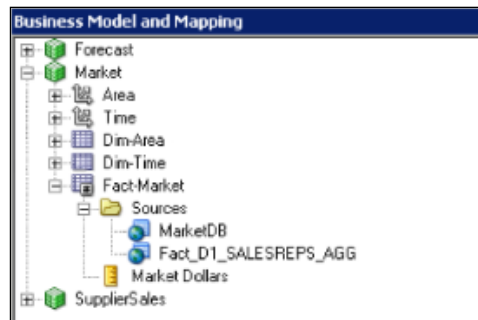 Business Model and Mapping
Forecast
Market
Area
Time
Dim-Area
Dim-Time
Fact-Market
Sources
MarketDB
Fact_D1_SALESREPS_AGG
Market Dollars
SupplierSales